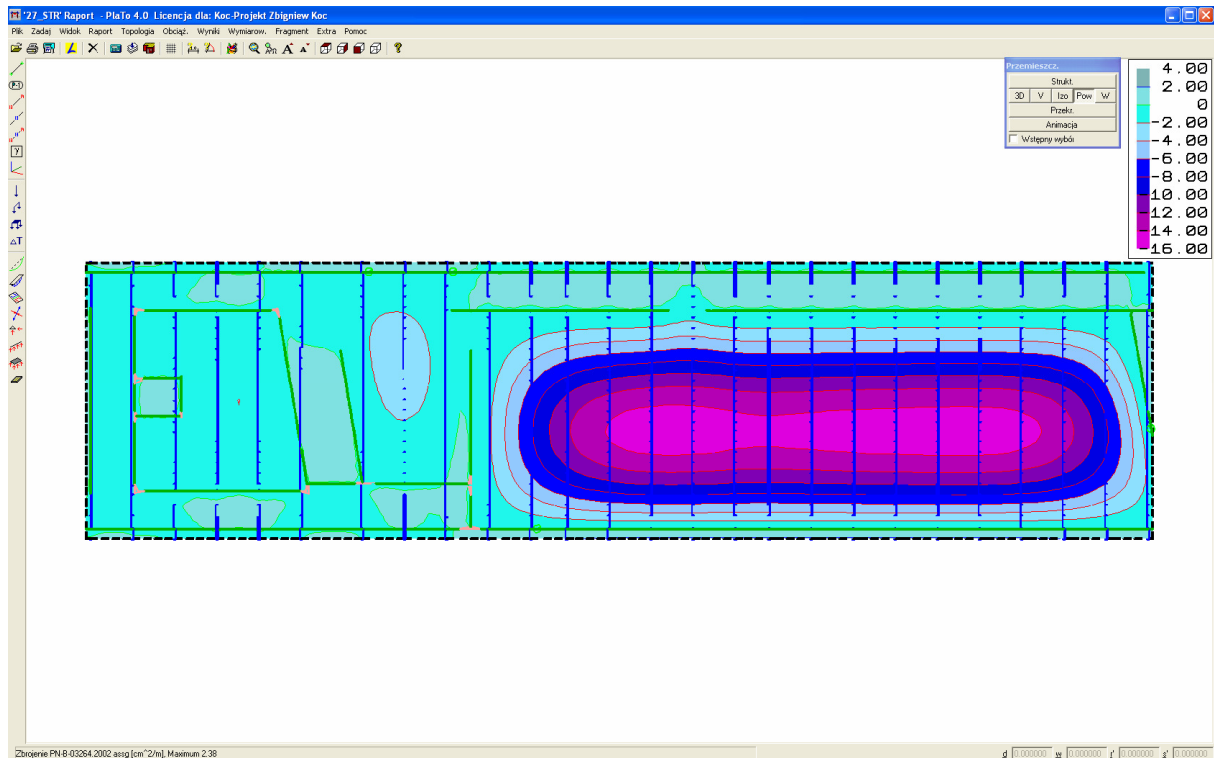 '27_STR' Raport - PlaTo 4.0 Licencja dla: Koc-Projekt Zbigniew Koc
Plik Zadaj Widok Raport Topologia Obciąż. Wyniki Wymiarow. Fragment Extra Pomoc
Przemieszcz.
Strukt.
3D V Izo Pow W
Przekr.
Animacja
Wstępny wybór
4.00
2.00
0
-2.00
-4.00
-6.00
-8.00
-10.00
-12.00
-14.00
-16.00
P-1
ΔT
Zbrojenie PN-B-03264.2002 assg [cm^2/m], Maximum 2.38
d 0.000000 w 0.000000 r' 0.000000 s' 0.000000